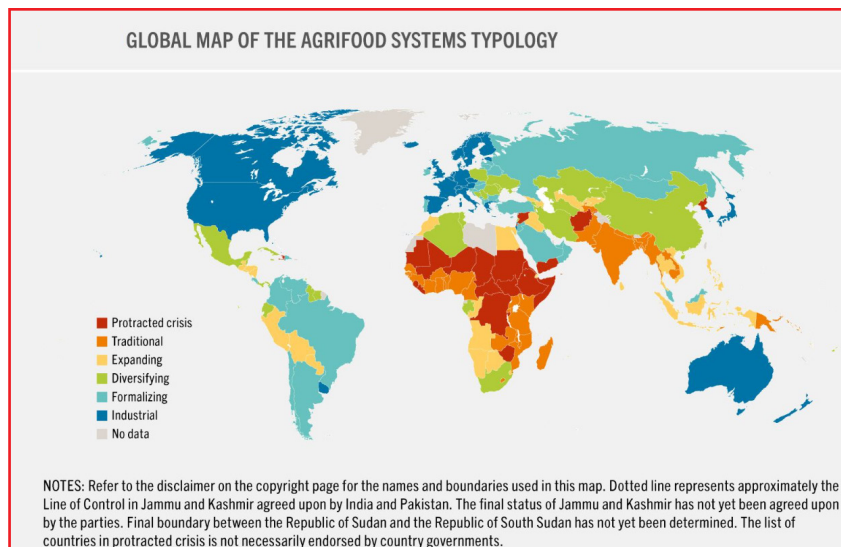 GLOBAL MAP OF THE AGRIFOOD SYSTEMS TYPOLOGY
Protracted crisis
Traditional
Expanding
Diversifying
Formalizing
Industrial
No data
NOTES: Refer to the disclaimer on the copyright page for the names and boundaries used in this map. Dotted line represents approximately the
Line of Control in Jammu and Kashmir agreed upon by India and Pakistan. The final status of Jammu and Kashmir has not yet been agreed upon
by the parties. Final boundary between the Republic of Sudan and the Republic of South Sudan has not yet been determined. The list of
countries in protracted crisis is not necessarily endorsed by country governments.